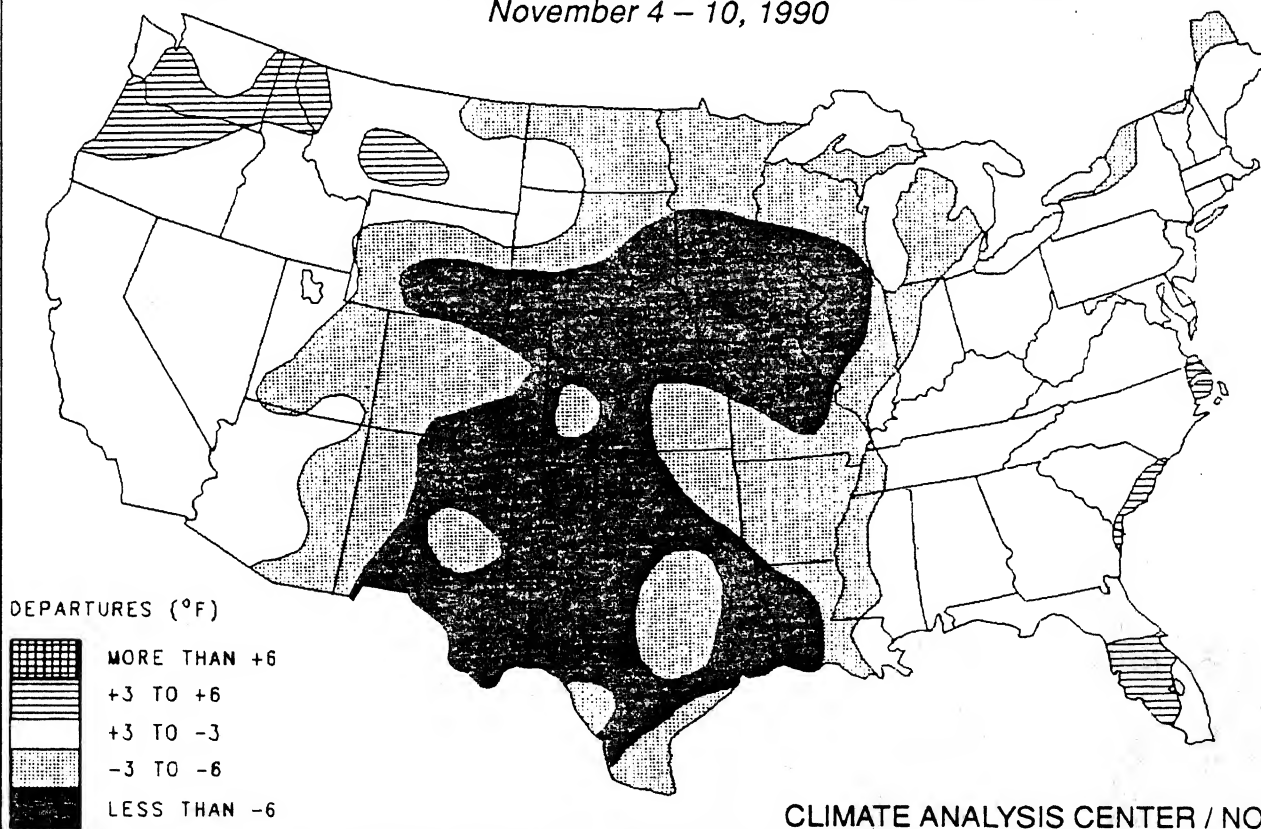 November 4 – 10, 1990
DEPARTURES (°F)
MORE THAN +6
+3 TO +6
+3 TO -3
-3 TO -6
LESS THAN -6
CLIMATE ANALYSIS CENTER / NO